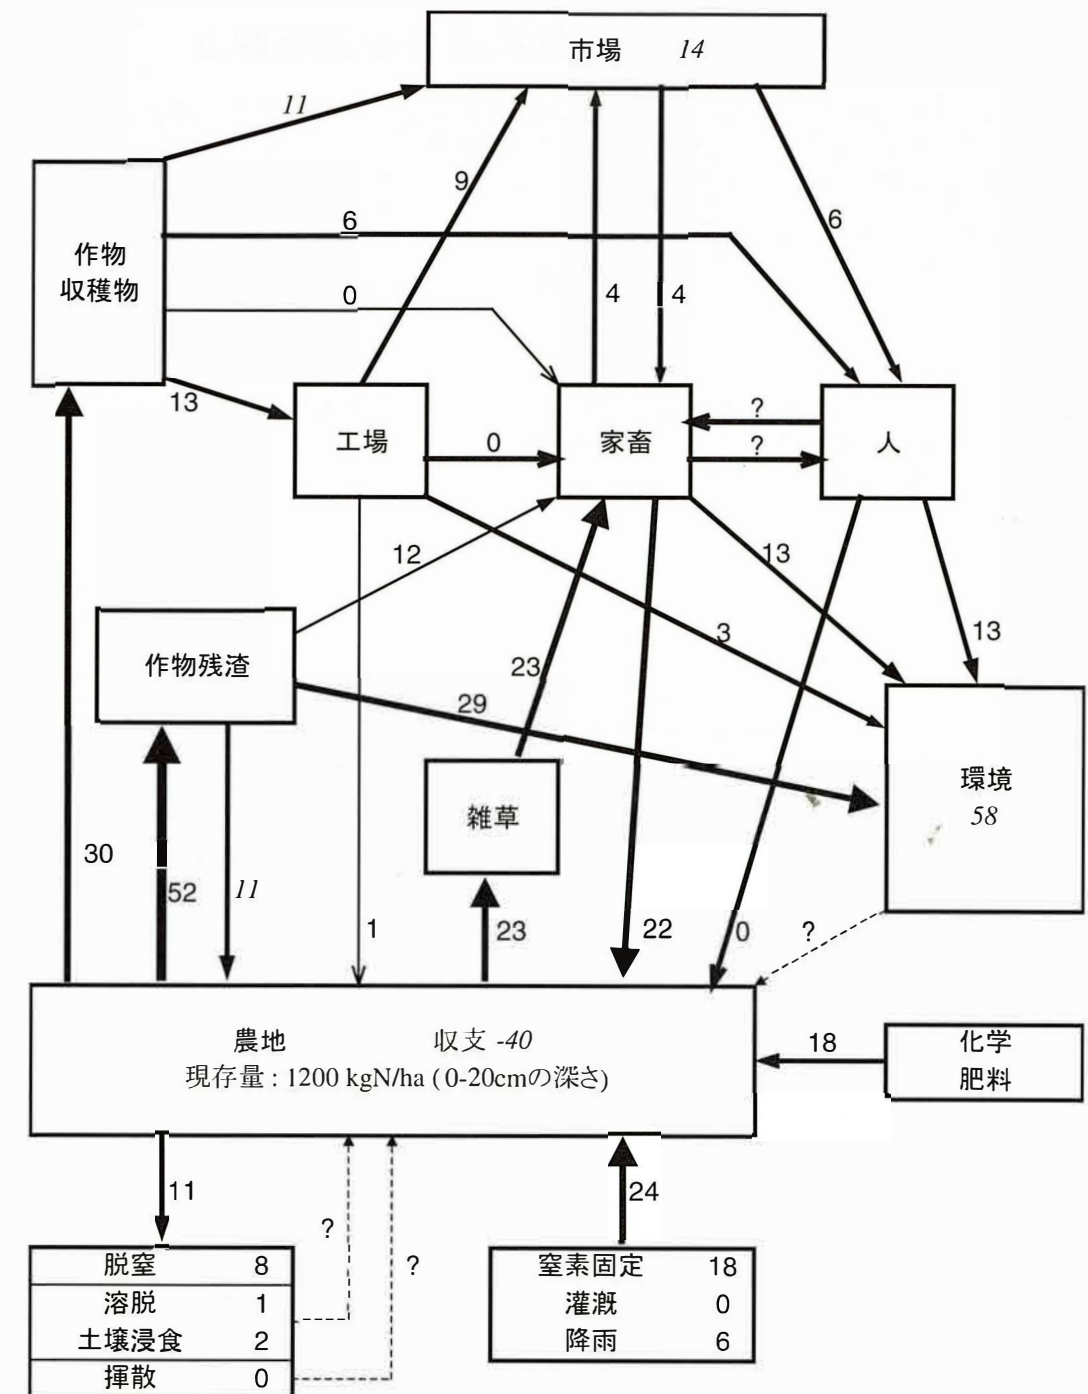 市場 14
11
9
6
6
作物
収穫物
0
4
4
13
工場
0
家畜
?
?
人
12
13
3
13
作物残渣
23
29
環境
58
雑草
30
52
11
1
23
22
0
?
農地 収支 -40
現存量 : 1200 kgN/ha ( 0-20cmの深さ)
18
化学
肥料
11
?
?
24
脱窒 8
溶脱 1
土壌浸食 2
揮散 0
窒素固定 18
灌漑 0
降雨 6